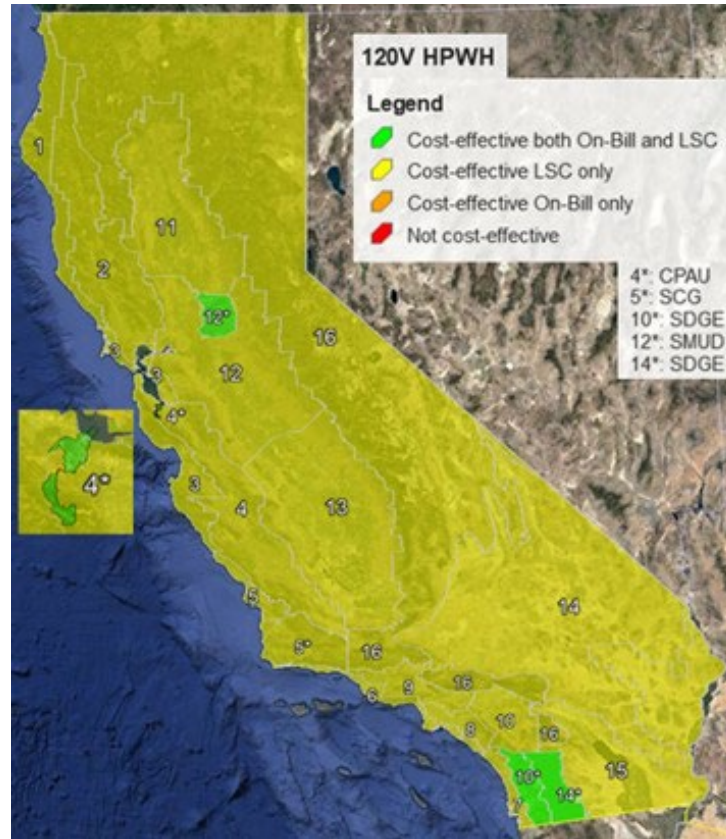 120V HPWH
Legend
Cost-effective both On-Bill and LSC
Cost-effective LSC only
Cost-effective On-Bill only
Not cost-effective
4*: CPAU
5*: SCG
10*: SDGE
12*: SMUD
14*: SDGE
1
11
2
12*
16
3
3
12
4*
4*
3
4
13
5
14
5*
16
16
6
9
10
8
16
15
10*
14*
7